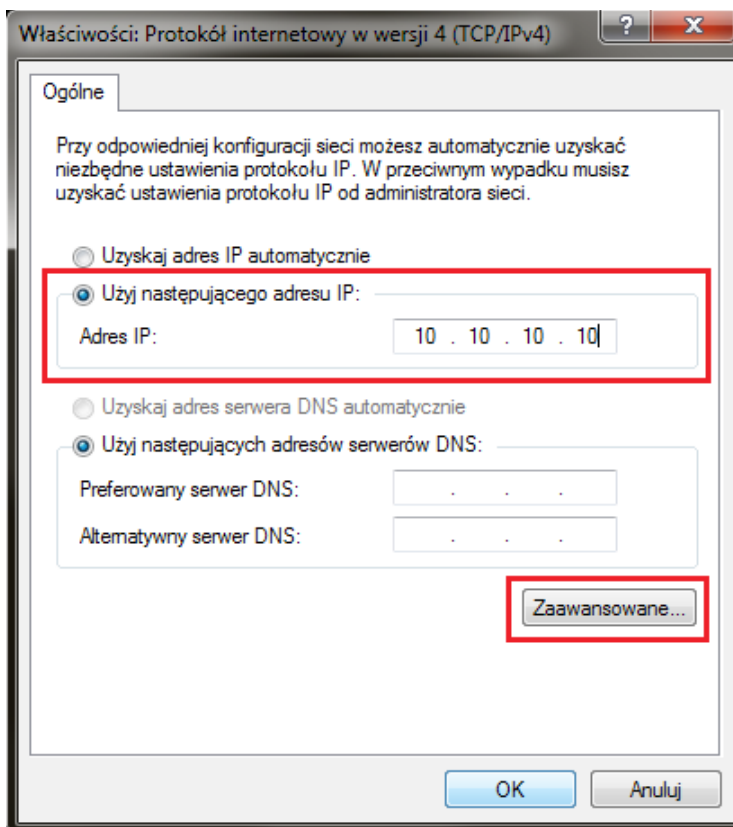 Właściwości: Protokół internetowy w wersji 4 (TCP/IPv4)
?
Ogólne
Przy odpowiedniej konfiguracji sieci możesz automatycznie uzyskać
niezbędne ustawienia protokołu IP. W przeciwnym wypadku musisz
uzyskać ustawienia protokołu IP od administratora sieci.
Uzyskaj adres IP automatycznie
Użyj następującego adresu IP:
Adres IP: 10 . 10 . 10 . 10
Uzyskaj adres serwera DNS automatycznie
Użyj następujących adresów serwerów DNS:
Preferowany serwer DNS: . . .
Alternatywny serwer DNS: . . .
Zaawansowane...
OK Anuluj